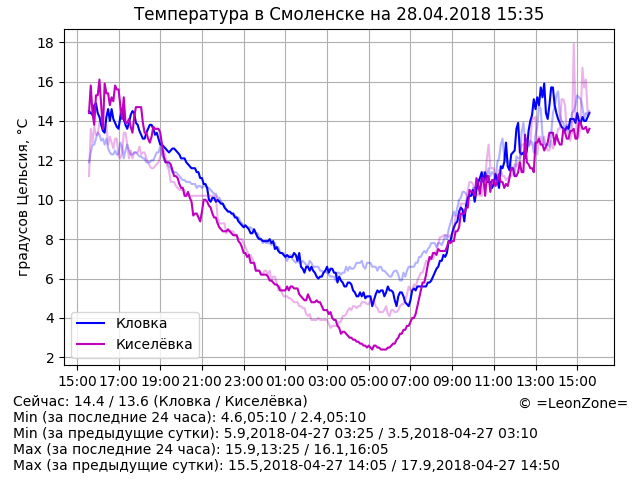 Температура в Смоленске на 28.04.2018 15:35
градусов Цельсия, °C
18
16
14
12
10
8
6
4
2
Кловка
Киселёвка
15:00 17:00 19:00 21:00 23:00 01:00 03:00 05:00 07:00 09:00 11:00 13:00 15:00
Сейчас: 14.4 / 13.6 (Кловка / Киселёвка)
© =LeonZone=
Min (за последние 24 часа): 4.6,05:10 / 2.4,05:10
Min (за предыдущие сутки): 5.9,2018-04-27 03:25 / 3.5,2018-04-27 03:10
Max (за последние 24 часа): 15.9,13:25 / 16.1,16:05
Max (за предыдущие сутки): 15.5,2018-04-27 14:05 / 17.9,2018-04-27 14:50